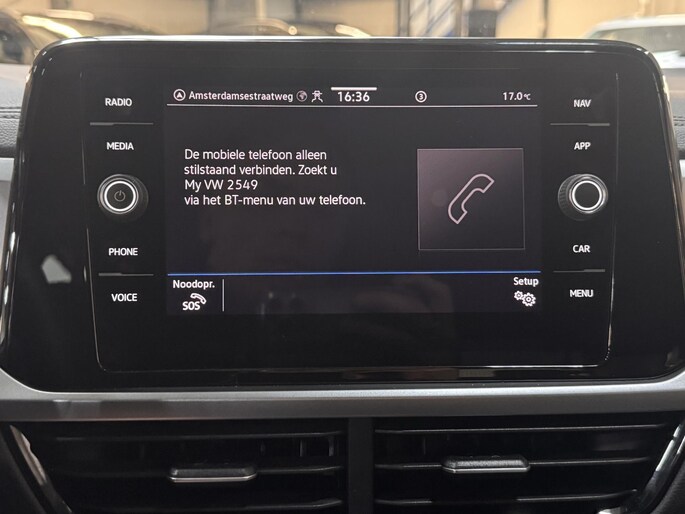 RADIO
MEDIA
PHONE
VOICE
Amsterdamsestraatweg 16:36 3 17.0°C
De mobiele telefoon alleen
stilstaand verbinden. Zoekt u
My VW 2549
via het BT-menu van uw telefoon.
Noodopr.
SOS
Setup
NAV
APP
CAR
MENU